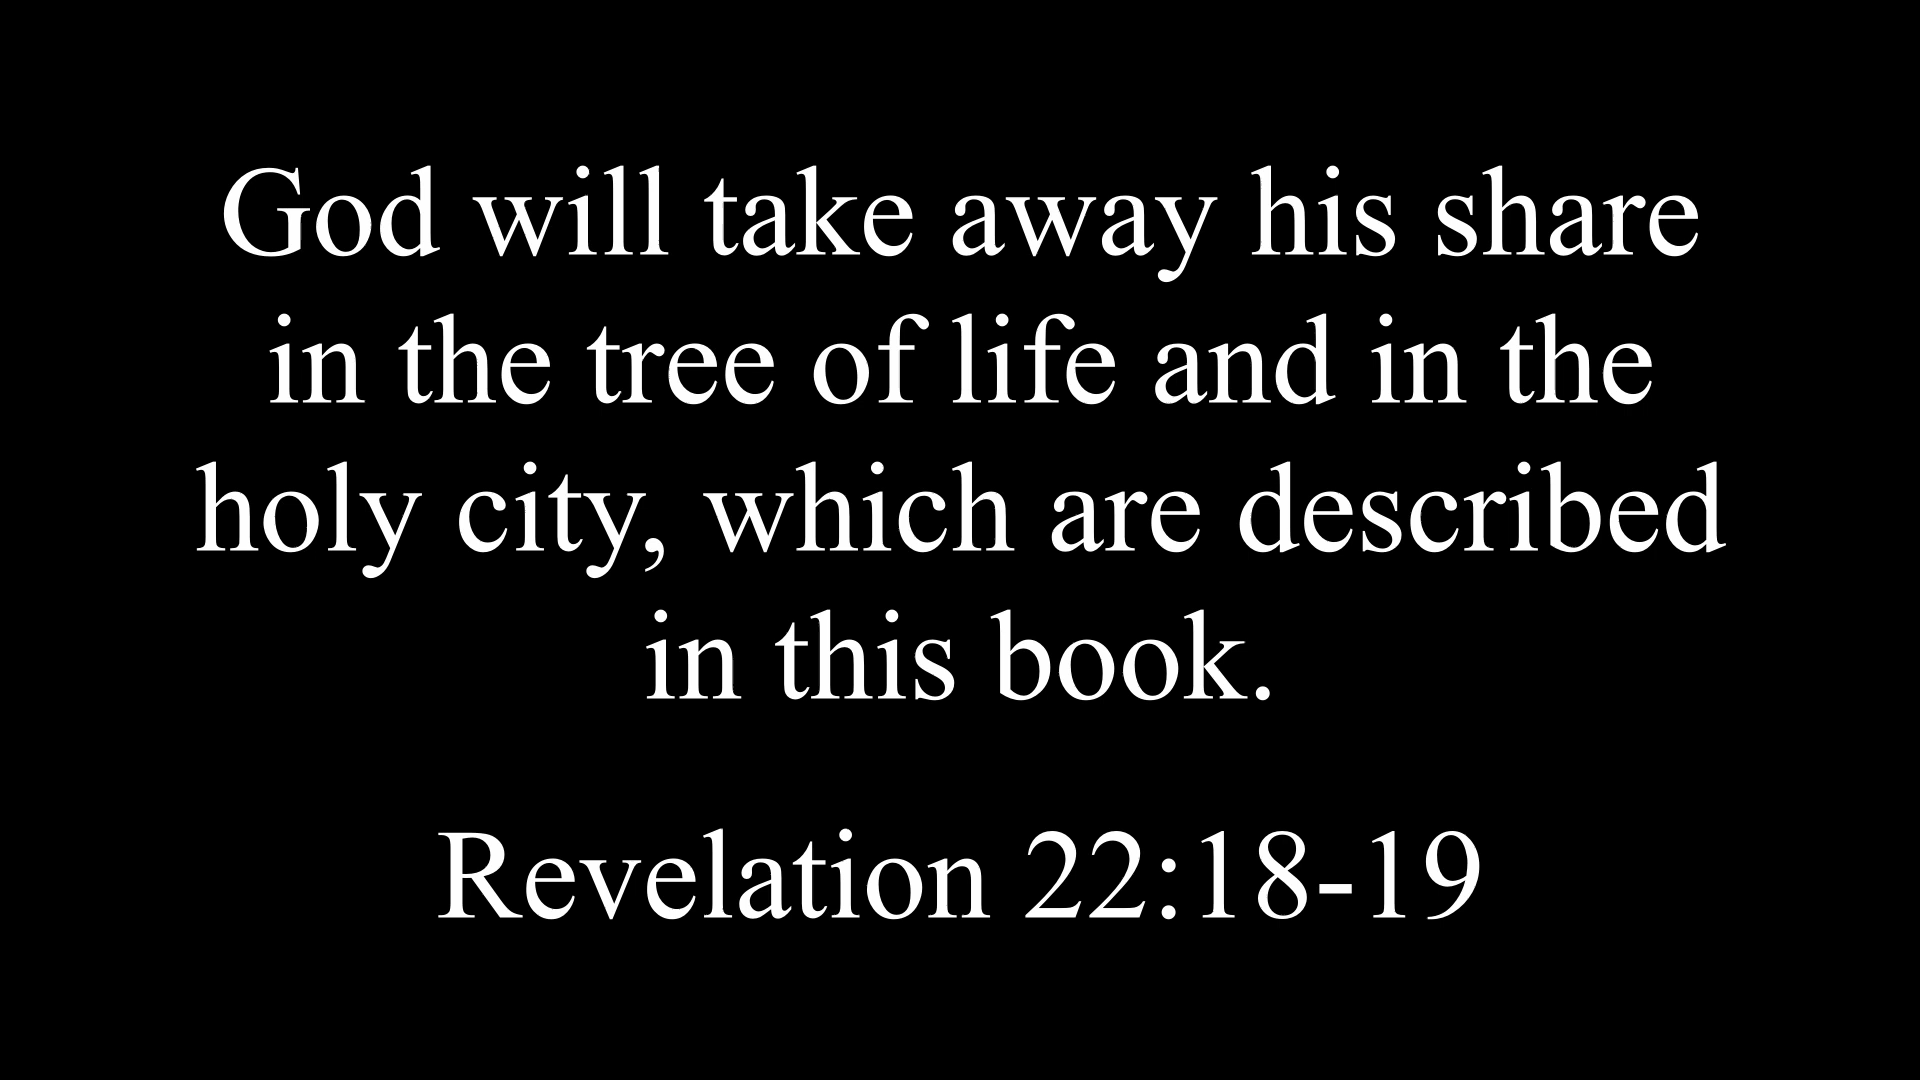 God will take away his share
in the tree of life and in the
holy city, which are described
in this book.
Revelation 22:18-19